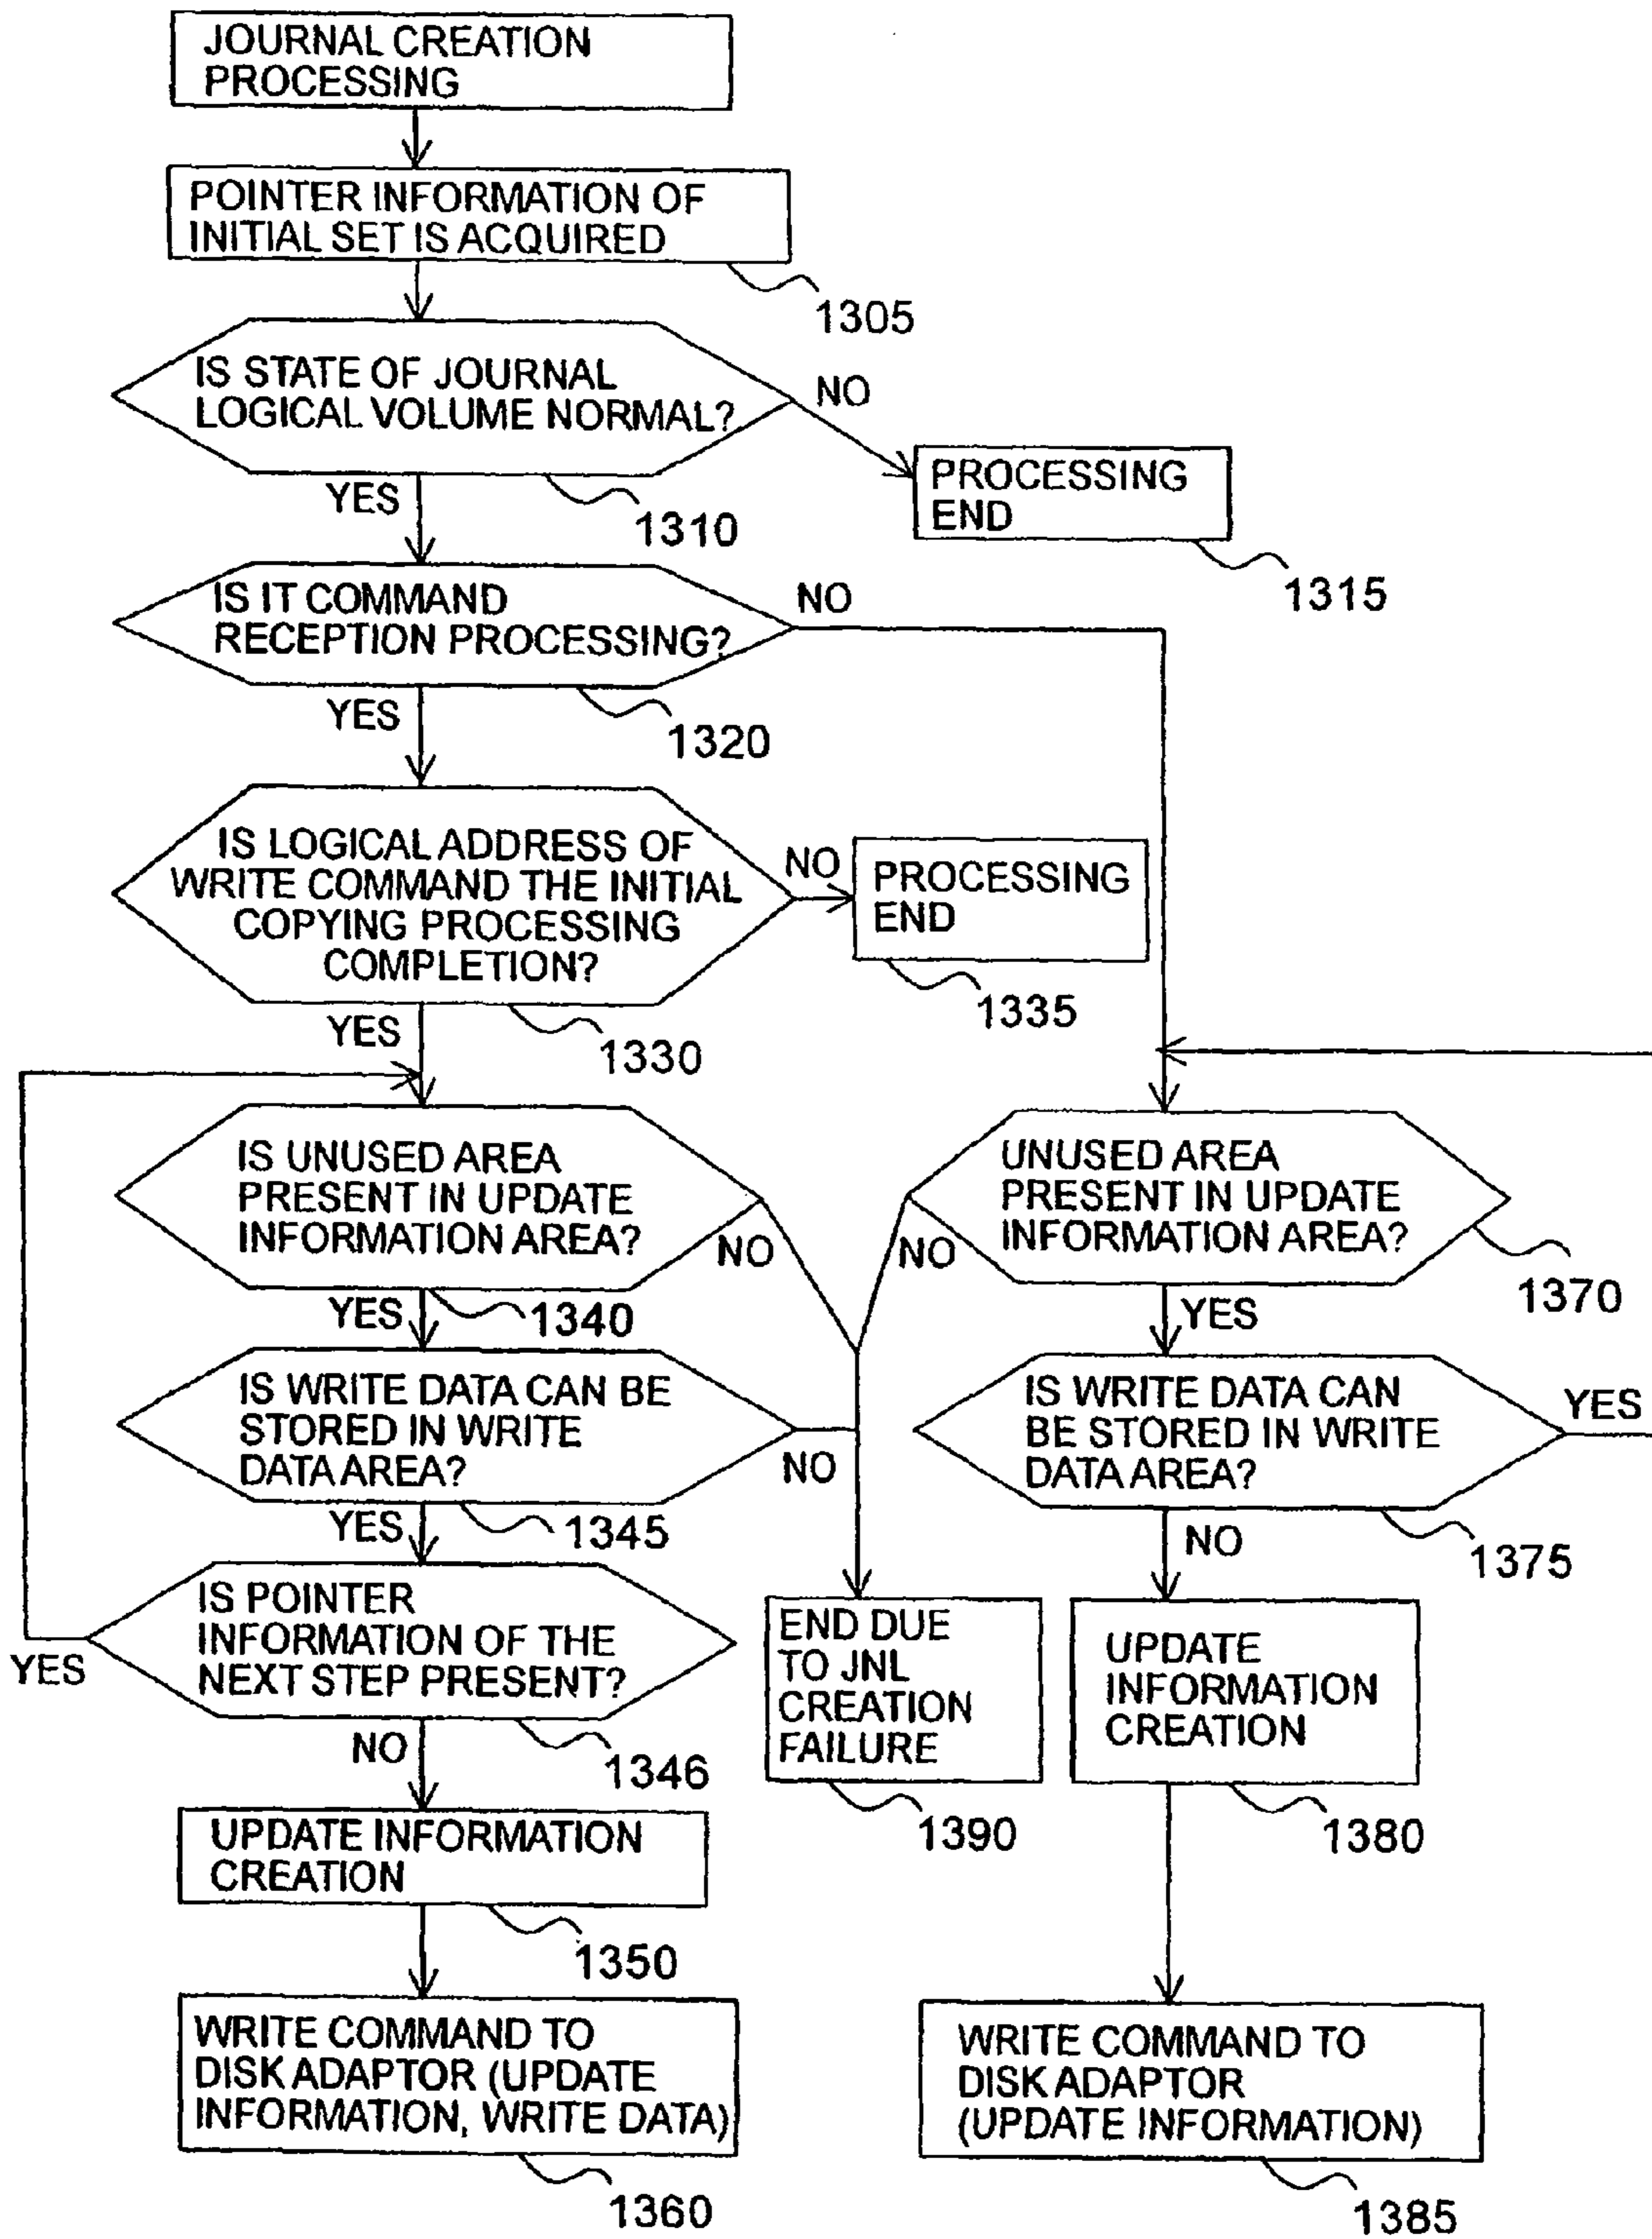 JOURNAL CREATION
PROCESSING
POINTER INFORMATION OF
INITIAL SET IS ACQUIRED
1305
IS STATE OF JOURNAL
LOGICAL VOLUME NORMAL?
NO
YES
1310
PROCESSING
END
1315
IS IT COMMAND
RECEPTION PROCESSING?
NO
YES
1320
IS LOGICAL ADDRESS OF
WRITE COMMAND THE INITIAL
COPYING PROCESSING
COMPLETION?
NO
PROCESSING
END
1335
YES
1330
IS UNUSED AREA
PRESENT IN UPDATE
INFORMATION AREA?
NO
YES
1340
UNUSED AREA
PRESENT IN UPDATE
INFORMATION AREA?
NO
1370
YES
IS WRITE DATA CAN BE
STORED IN WRITE
DATA AREA?
NO
YES
1345
IS WRITE DATA CAN
BE STORED IN WRITE
DATA AREA?
YES
NO
1375
IS POINTER
INFORMATION OF THE
NEXT STEP PRESENT?
YES
NO
1346
END DUE
TO JNL
CREATION
FAILURE
1390
UPDATE
INFORMATION
CREATION
1380
UPDATE INFORMATION
CREATION
1350
WRITE COMMAND TO
DISK ADAPTOR (UPDATE
INFORMATION, WRITE DATA)
1360
WRITE COMMAND TO
DISK ADAPTOR
(UPDATE INFORMATION)
1385